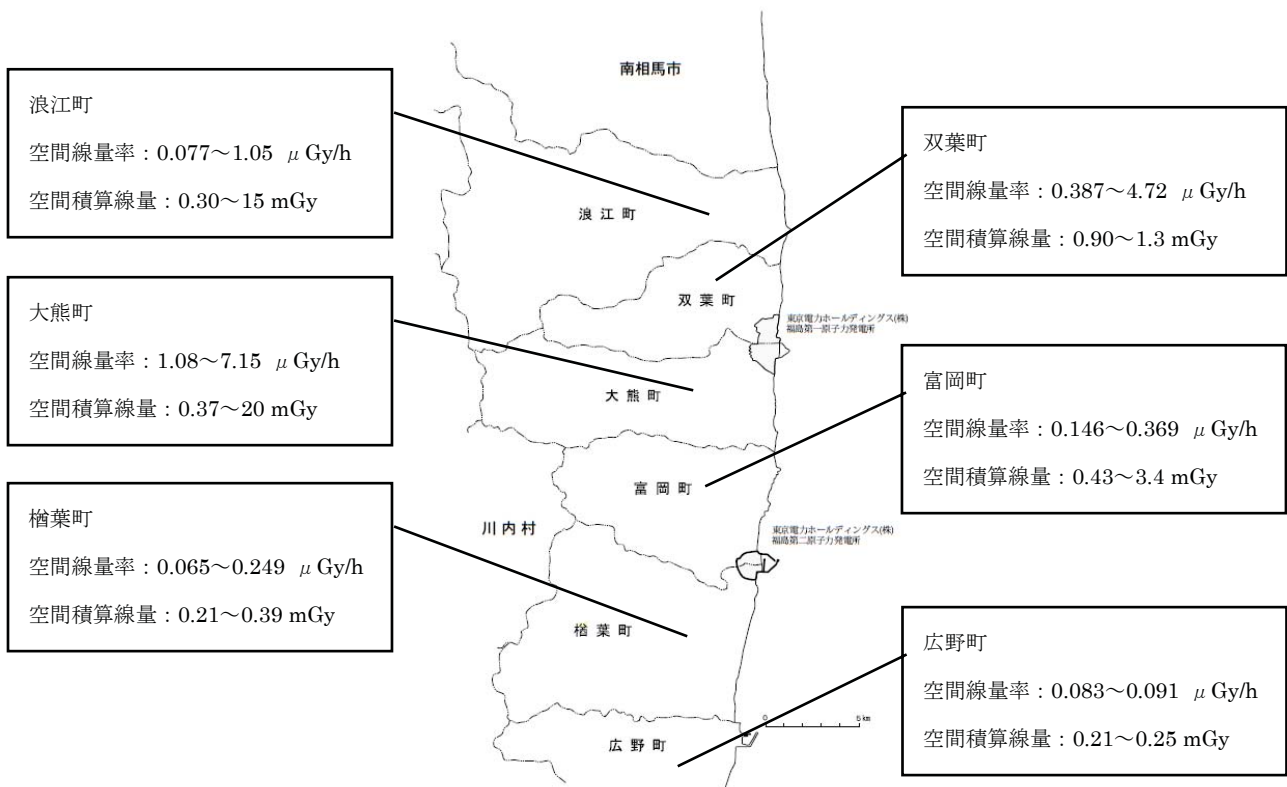 南相馬市
浪江町
空間線量率：0.077～1.05 μGy/h
空間積算線量：0.30～15 mGy
双葉町
空間線量率：0.387～4.72 μGy/h
空間積算線量：0.90～1.3 mGy
浪江町
大熊町
空間線量率：1.08～7.15 μGy/h
空間積算線量：0.37～20 mGy
双葉町
東京電力ホールディングス(株)
福島第一原子力発電所
大熊町
富岡町
空間線量率：0.146～0.369 μGy/h
空間積算線量：0.43～3.4 mGy
富岡町
楢葉町
空間線量率：0.065～0.249 μGy/h
空間積算線量：0.21～0.39 mGy
川内村
東京電力ホールディングス(株)
福島第二原子力発電所
楢葉町
広野町
空間線量率：0.083～0.091 μGy/h
空間積算線量：0.21～0.25 mGy
0 5km
広野町